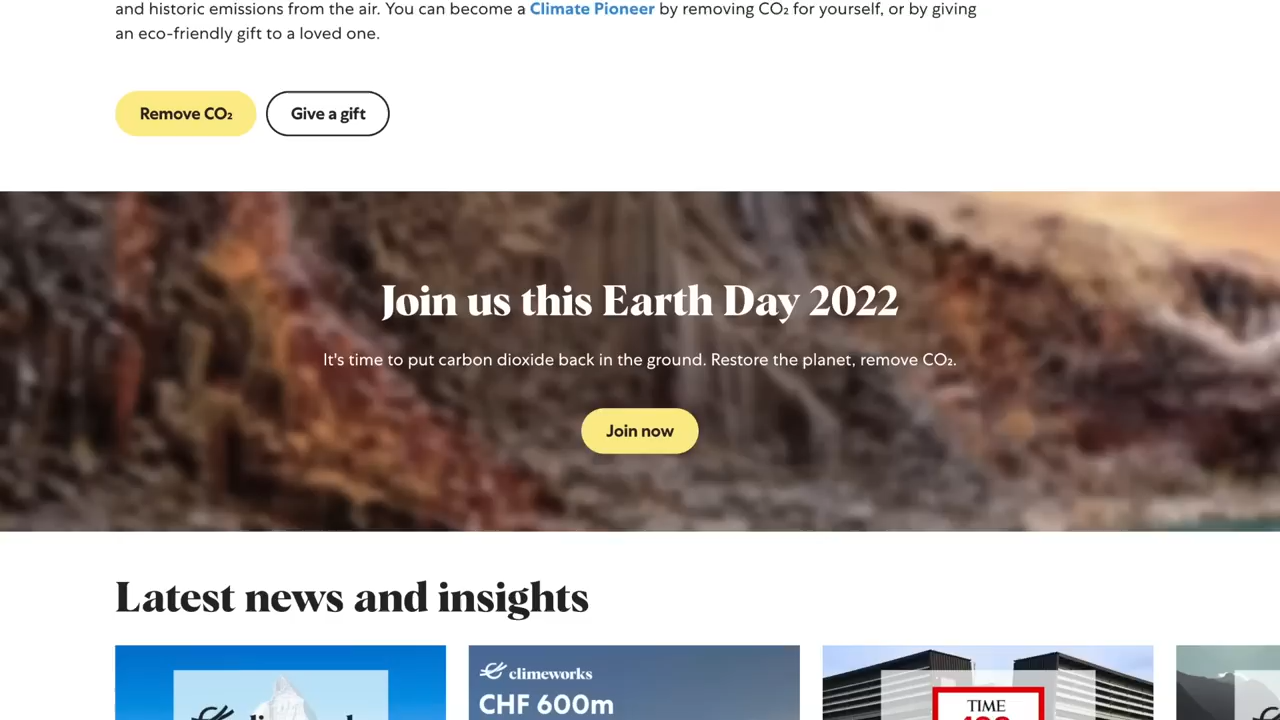 and historic emissions from the air. You can become a Climate Pioneer by removing CO₂ for yourself, or by giving
an eco-friendly gift to a loved one.
Remove CO₂
Give a gift
Join us this Earth Day 2022
It's time to put carbon dioxide back in the ground. Restore the planet, remove CO₂.
Join now
Latest news and insights
climeworks
CHF 600m
TIME